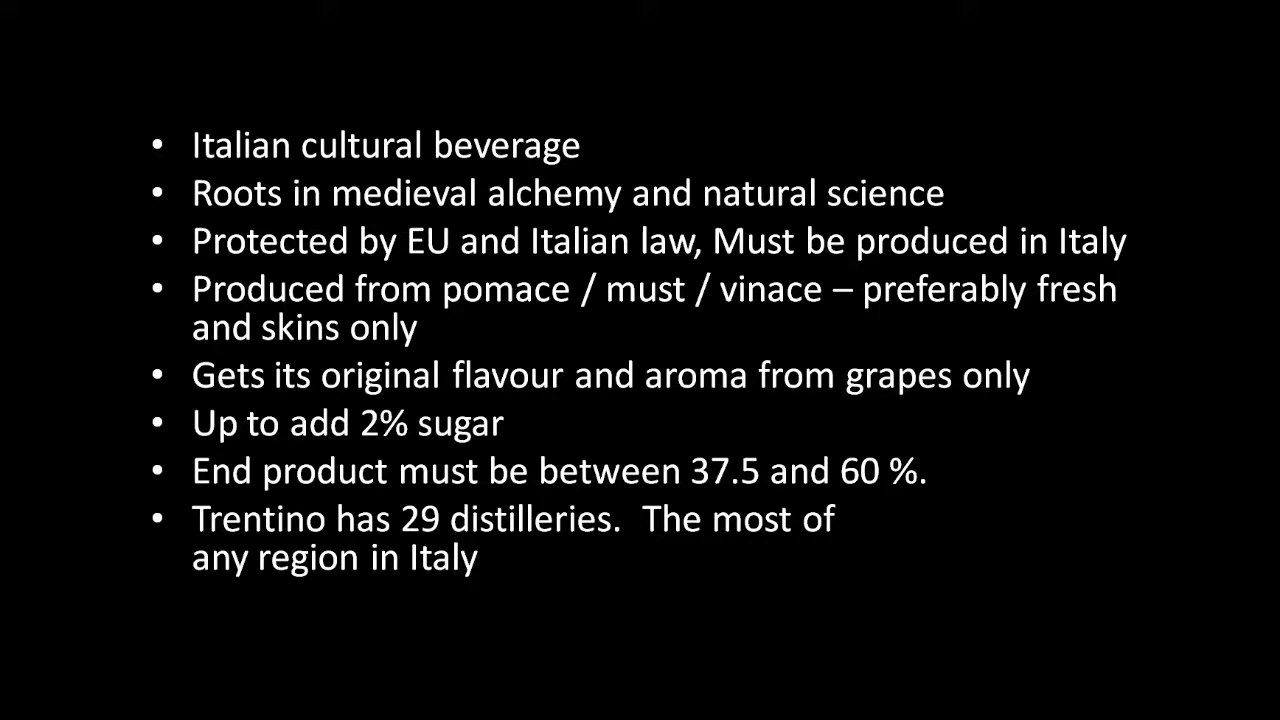 • Italian cultural beverage
• Roots in medieval alchemy and natural science
• Protected by EU and Italian law, Must be produced in Italy
• Produced from pomace / must / vinace – preferably fresh
and skins only
• Gets its original flavour and aroma from grapes only
• Up to add 2% sugar
• End product must be between 37.5 and 60 %.
• Trentino has 29 distilleries.  The most of
any region in Italy